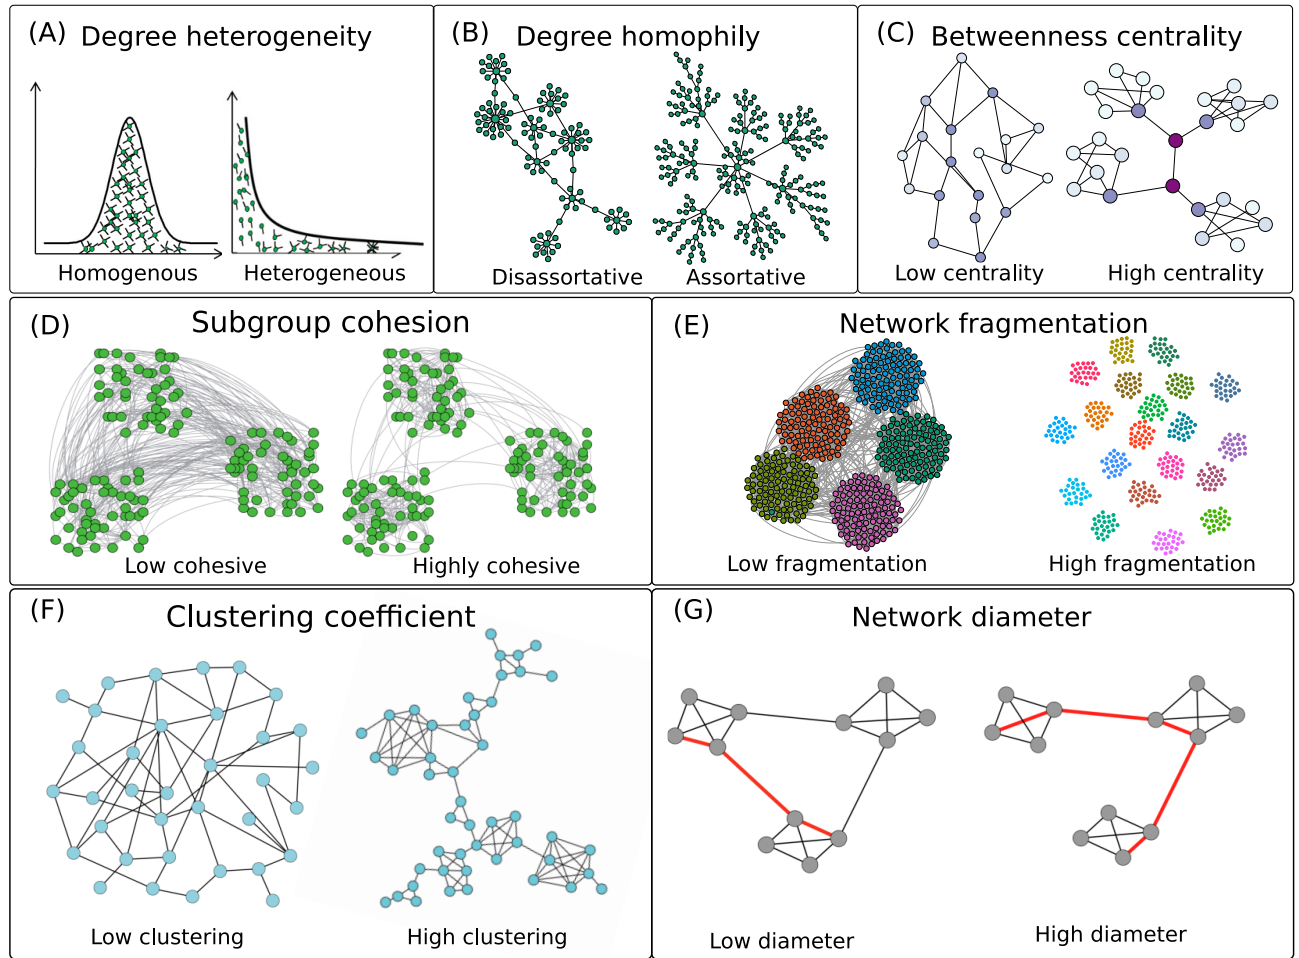 (A) Degree heterogeneity
Homogenous
Heterogeneous
(B) Degree homophily
Disassortative
Assortative
(C) Betweenness centrality
Low centrality
High centrality
(D) Subgroup cohesion
Low cohesive
Highly cohesive
(E) Network fragmentation
Low fragmentation
High fragmentation
(F) Clustering coefficient
Low clustering
High clustering
(G) Network diameter
Low diameter
High diameter